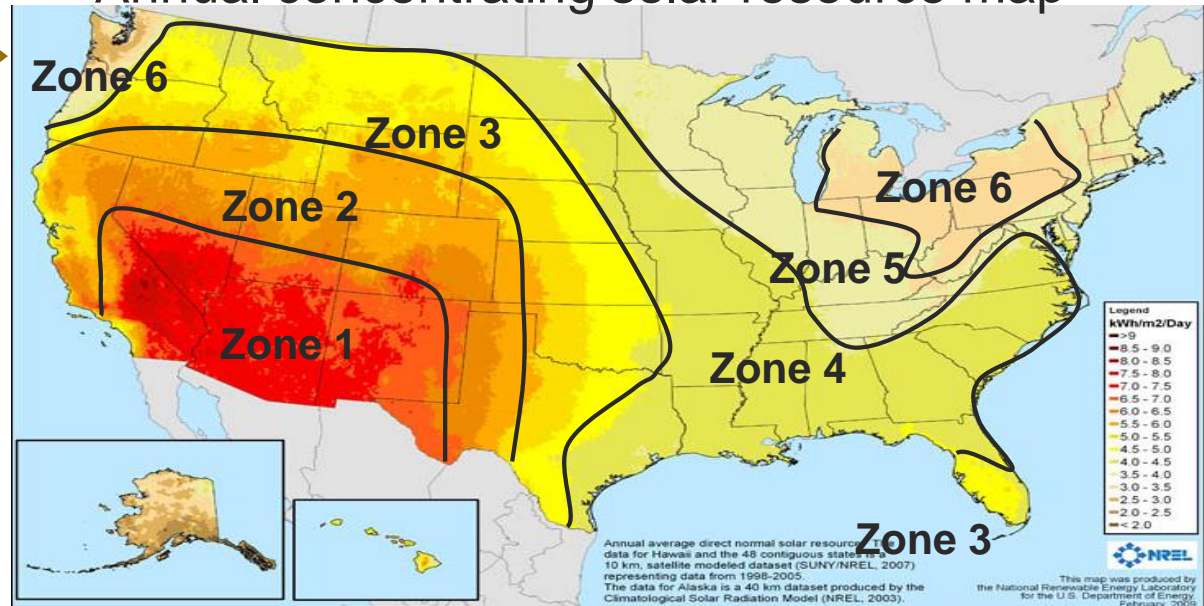 Annual concentrating solar resource map
Zone 6
Zone 3
Zone 2
Zone 6
Zone 5
Zone 1
Zone 4
Zone 3
Legend
kWh/m2/Day
>9
8.5 - 9.0
8.0 - 8.5
7.5 - 8.0
7.0 - 7.5
6.5 - 7.0
6.0 - 6.5
5.5 - 6.0
5.0 - 5.5
4.5 - 5.0
4.0 - 4.5
3.5 - 4.0
3.0 - 3.5
2.5 - 3.0
2.0 - 2.5
< 2.0
Annual average direct normal solar resource
data for Hawaii and the 48 contiguous states is a
10 km, satellite modeled dataset (SUNY/NREL, 2007)
representing data from 1998-2005.
The data for Alaska is a 40 km dataset produced by the
Climatological Solar Radiation Model (NREL, 2003).
NREL
This map was produced by
the National Renewable Energy Laboratory
for the U.S. Department of Energy.
February,